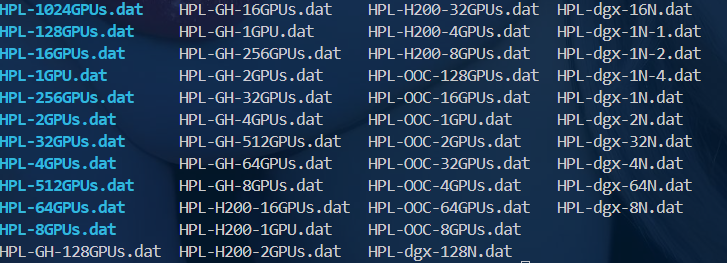 HPL-1024GPUs.dat HPL-GH-16GPUs.dat HPL-H200-32GPUs.dat HPL-dgx-16N.dat
HPL-128GPUs.dat HPL-GH-1GPU.dat HPL-H200-4GPUs.dat HPL-dgx-1N-1.dat
HPL-16GPUs.dat HPL-GH-256GPUs.dat HPL-H200-8GPUs.dat HPL-dgx-1N-2.dat
HPL-1GPU.dat HPL-GH-2GPUs.dat HPL-OOC-128GPUs.dat HPL-dgx-1N-4.dat
HPL-256GPUs.dat HPL-GH-32GPUs.dat HPL-OOC-16GPUs.dat HPL-dgx-1N.dat
HPL-2GPUs.dat HPL-GH-4GPUs.dat HPL-OOC-1GPU.dat HPL-dgx-2N.dat
HPL-32GPUs.dat HPL-GH-512GPUs.dat HPL-OOC-2GPUs.dat HPL-dgx-32N.dat
HPL-4GPUs.dat HPL-GH-64GPUs.dat HPL-OOC-32GPUs.dat HPL-dgx-4N.dat
HPL-512GPUs.dat HPL-GH-8GPUs.dat HPL-OOC-4GPUs.dat HPL-dgx-64N.dat
HPL-64GPUs.dat HPL-H200-16GPUs.dat HPL-OOC-64GPUs.dat HPL-dgx-8N.dat
HPL-8GPUs.dat HPL-H200-1GPU.dat HPL-OOC-8GPUs.dat
HPL-GH-128GPUs.dat HPL-H200-2GPUs.dat HPL-dgx-128N.dat